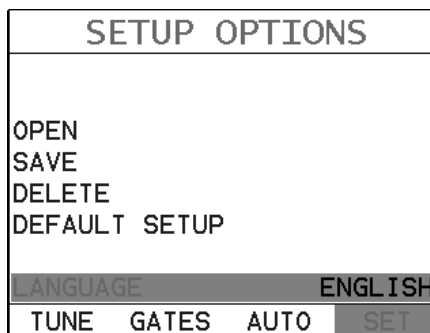 SETUP OPTIONS
OPEN
SAVE
DELETE
DEFAULT SETUP
LANGUAGE ENGLISH
TUNE GATES AUTO SET